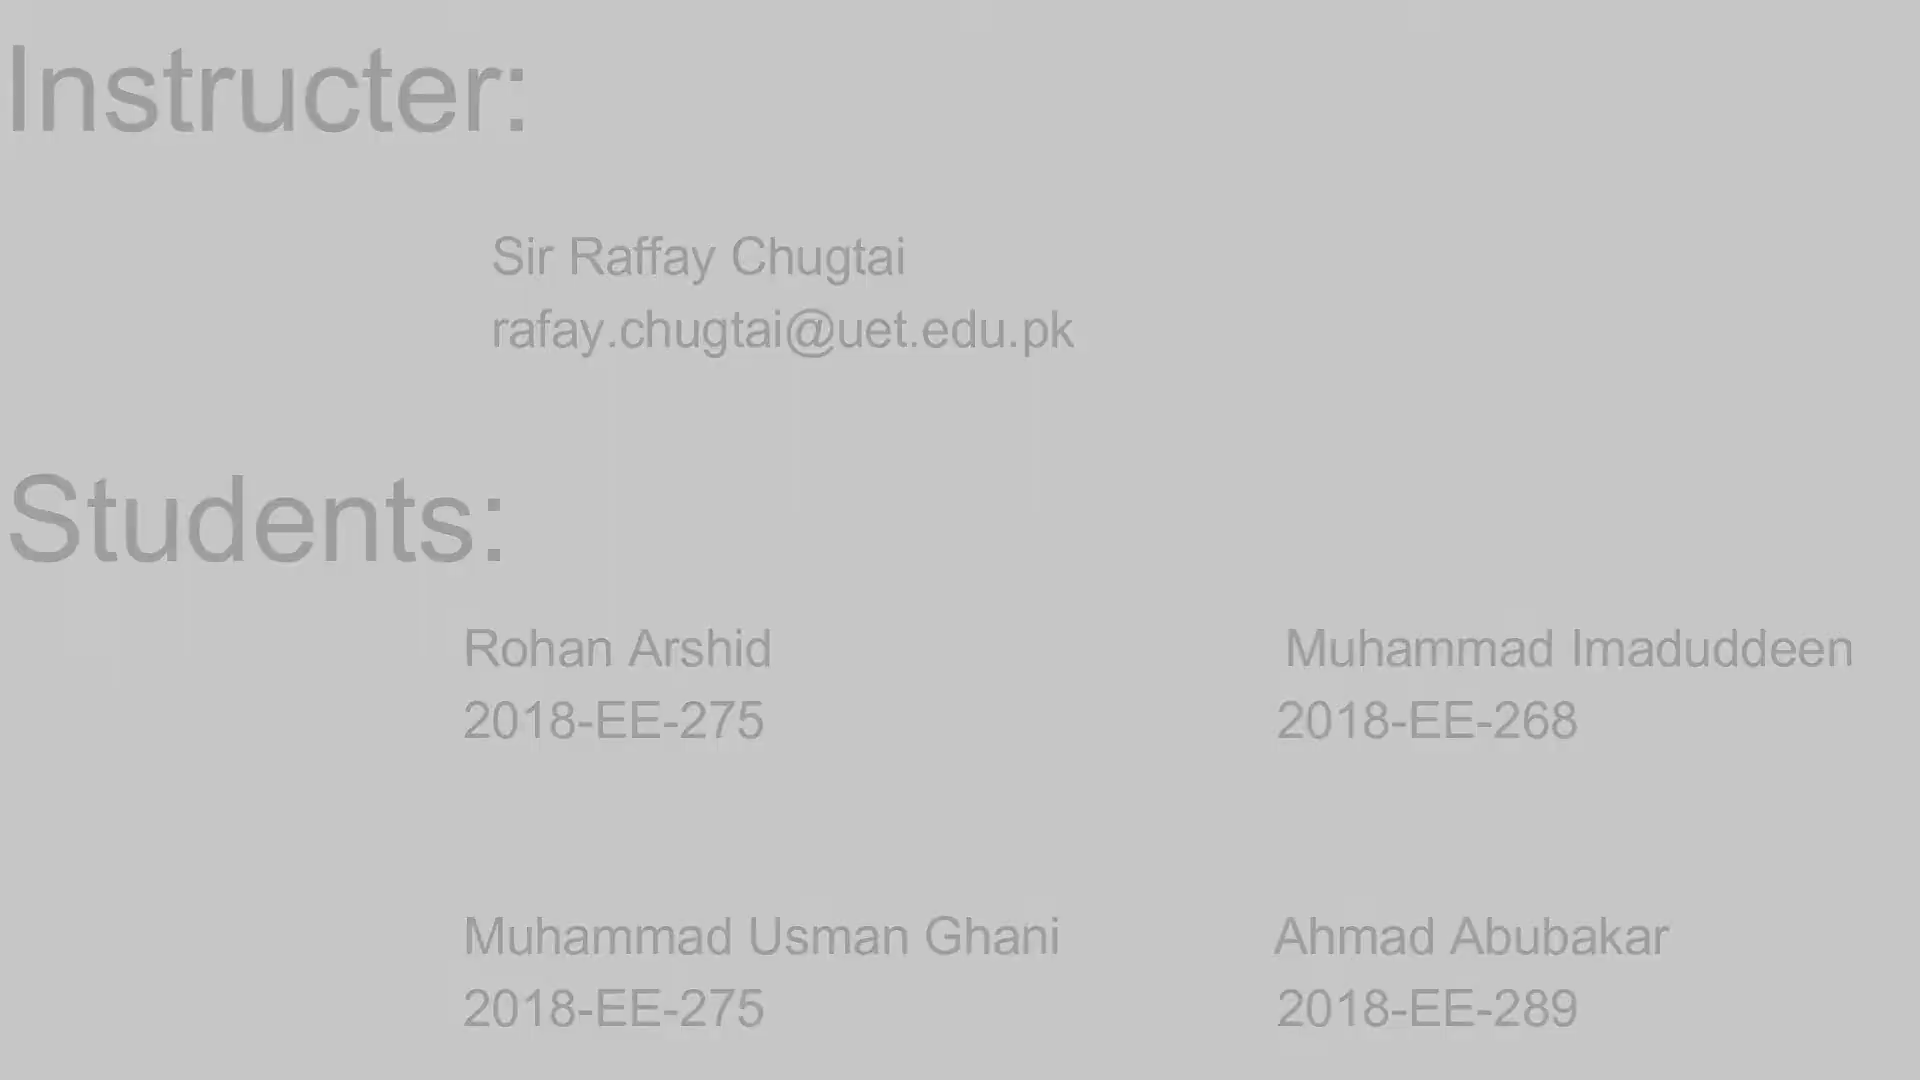 Instructer:
Sir Raffay Chugtai
rafay.chugtai@uet.edu.pk
Students:
Rohan Arshid
2018-EE-275
Muhammad Imaduddeen
2018-EE-268
Muhammad Usman Ghani
2018-EE-275
Ahmad Abubakar
2018-EE-289